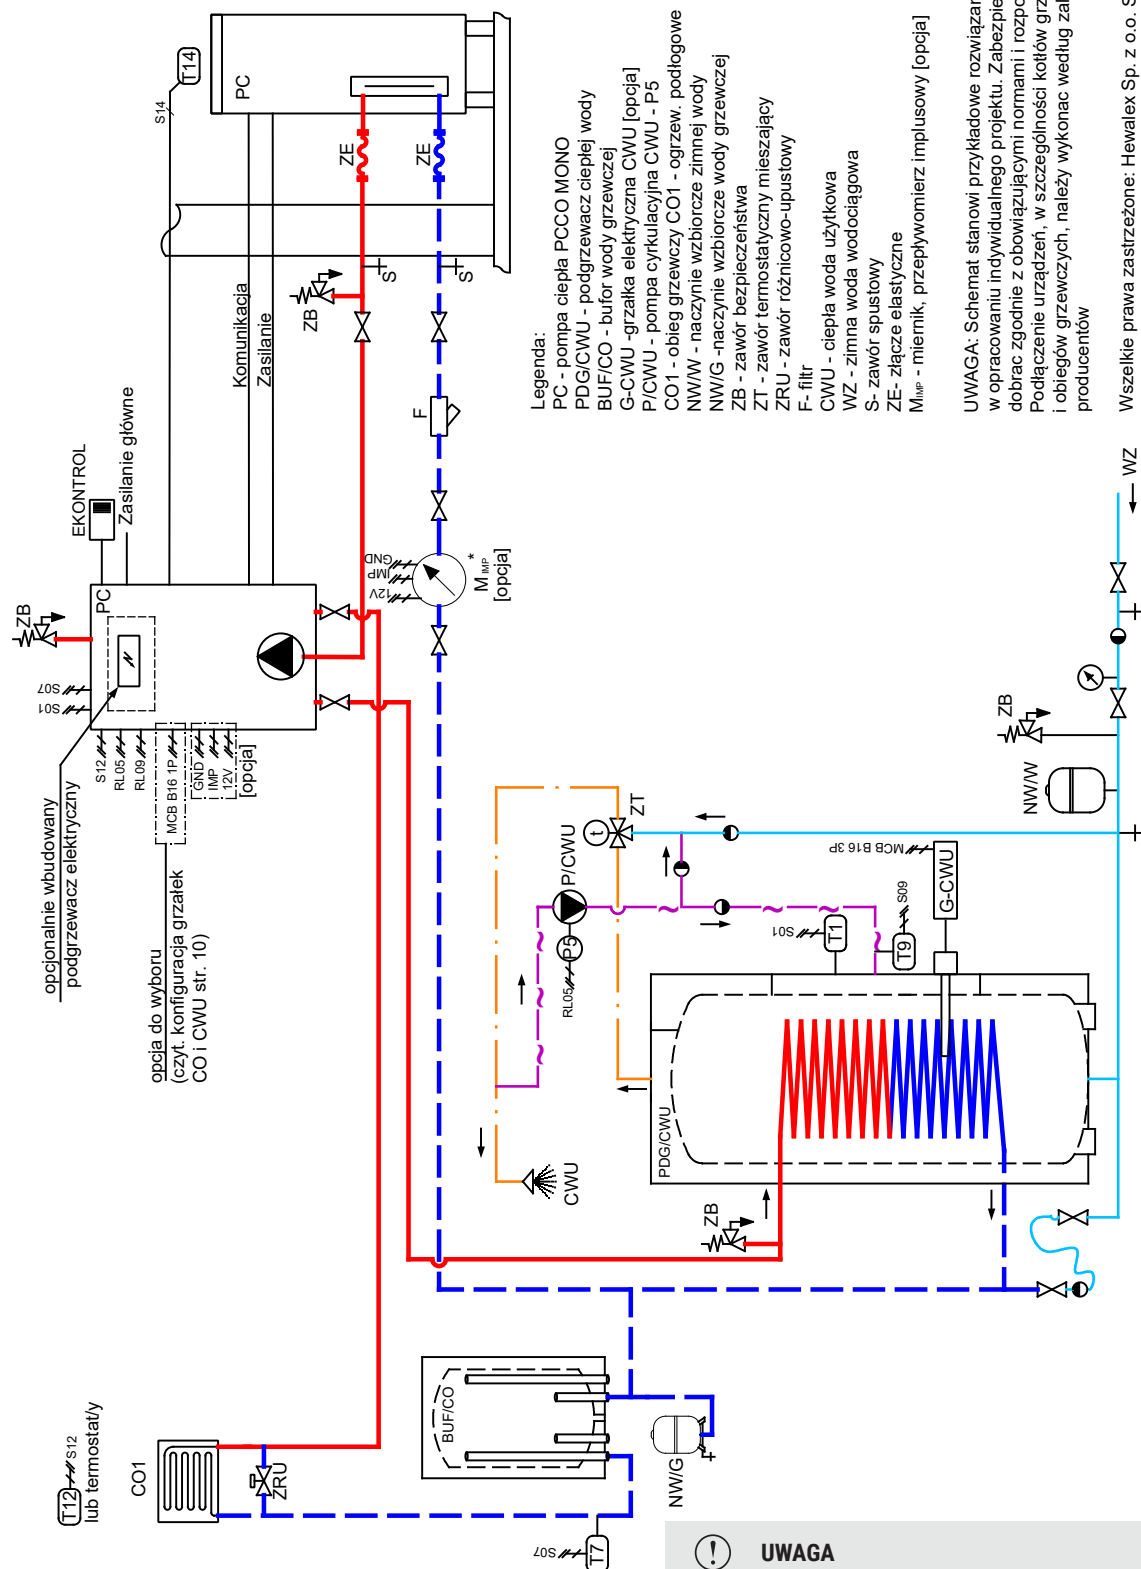 T12
S12
lub termostat/y
CO1
ZRU
S07
T7
BUF/CO
NW/G
opcjonalnie wbudowany
podgrzewacz elektryczny
opcja do wyboru
(czyt. konfiguracja grzałek
CO i CWU str. 10)
ZB
S07
S01
PC
S12
RL05
RL09
MCB B16 1P
GND
IMP
12V
[opcja]
EKONTROL
Zasilanie główne
Komunikacja
Zasilanie
S14
T14
PC
ZE
ZE
ZB
S
S
F
GND
IMP
12V
*
M IMP
[opcja]
CWU
P/CWU
P5
RL05
t
ZT
S01
T1
S09
T9
MCB B16 3P
G-CWU
PDG/CWU
ZB
NW/W
ZB
WZ
Legenda:
PC - pompa ciepła PCCO MONO
PDG/CWU - podgrzewacz ciepłej wody
BUF/CO - bufor wody grzewczej
G-CWU -grzałka elektryczna CWU [opcja]
P/CWU - pompa cyrkulacyjna CWU - P5
CO1 - obieg grzewczy CO1 - ogrzew. podłogowe
NW/W - naczynie wzbiorcze zimnej wody
NW/G -naczynie wzbiorcze wody grzewczej
ZB - zawór bezpieczeństwa
ZT - zawór termostatyczny mieszający
ZRU - zawór różnicowo-upustowy
F- filtr
CWU - ciepła woda użytkowa
WZ - zimna woda wodociągowa
S- zawór spustowy
ZE- złącze elastyczne
MIMP - miernik, przepływomierz implusowy [opcja]
UWAGA: Schemat stanowi przykładowe rozwiązan
w opracowaniu indywidualnego projektu. Zabezpie
dobrac zgodnie z obowiązującymi normami i rozpo
Podłączenie urządzeń, w szczególności kotłów grz
i obiegów grzewczych, należy wykonac według zal
producentów
Wszelkie prawa zastrzeżone: Hewalex Sp. z o.o. S
! UWAGA